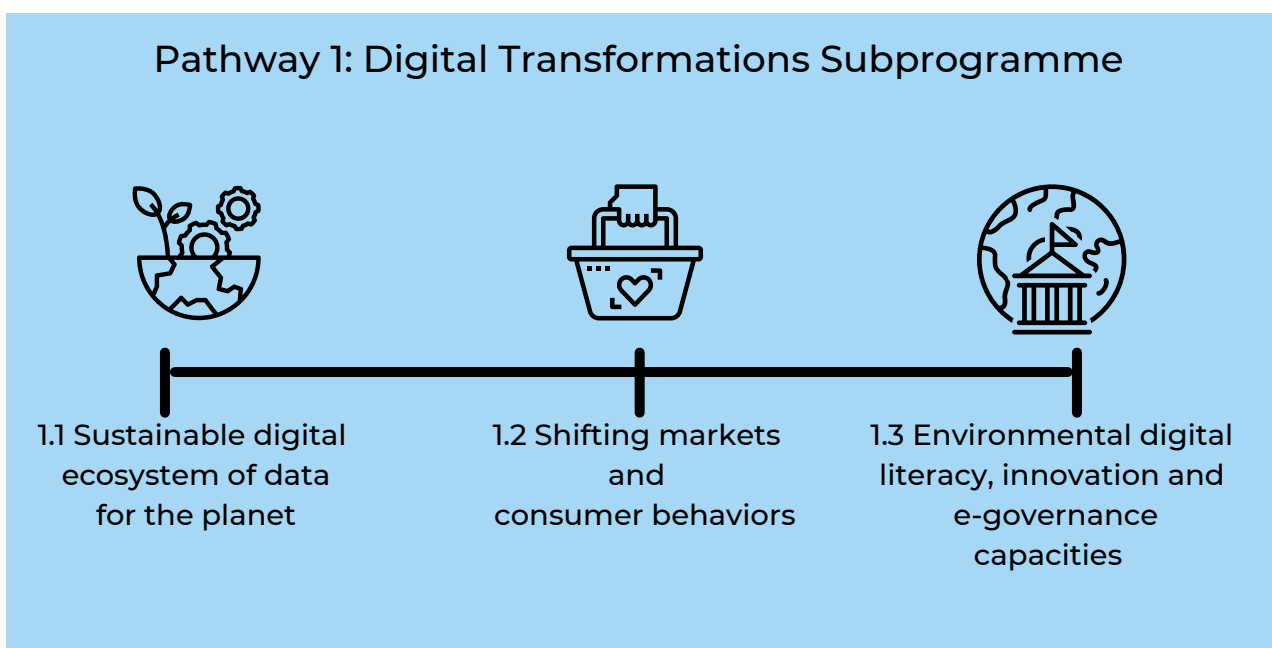 Pathway 1: Digital Transformations Subprogramme
1.1 Sustainable digital
ecosystem of data
for the planet
1.2 Shifting markets
and
consumer behaviors
1.3 Environmental digital
literacy, innovation and
e-governance
capacities